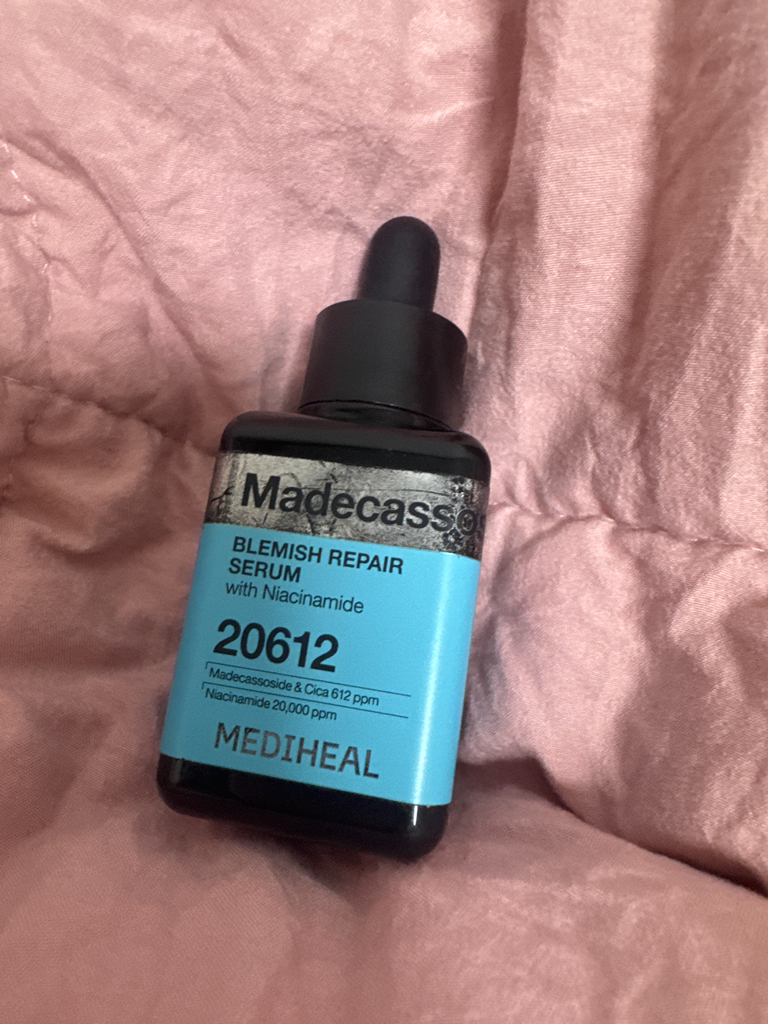 Madecasso
BLEMISH REPAIR
SERUM
with Niacinamide
20612
Madecassoside & Cica 612 ppm
Niacinamide 20,000 ppm
MEDIHEAL